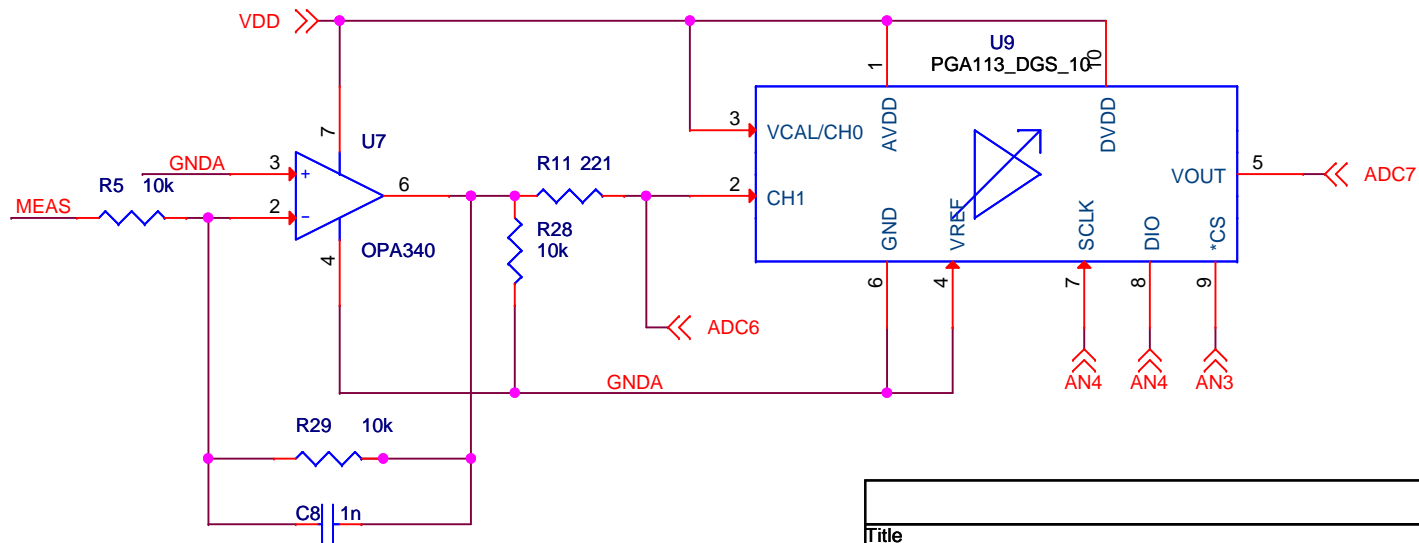 VDD
U9
PGA113_DGS_10
1
10
7
U7
3
VCAL/CH0
AVDD
DVDD
GNDA
3
+
R5 10k
R11 221
6
2
CH1
VOUT
5
ADC7
MEAS
2
−
R28
10k
GND
VREF
SCLK
DIO
*CS
4
OPA340
6
4
7
8
9
ADC6
GNDA
AN4
AN4
AN3
R29 10k
C8 1n
Title